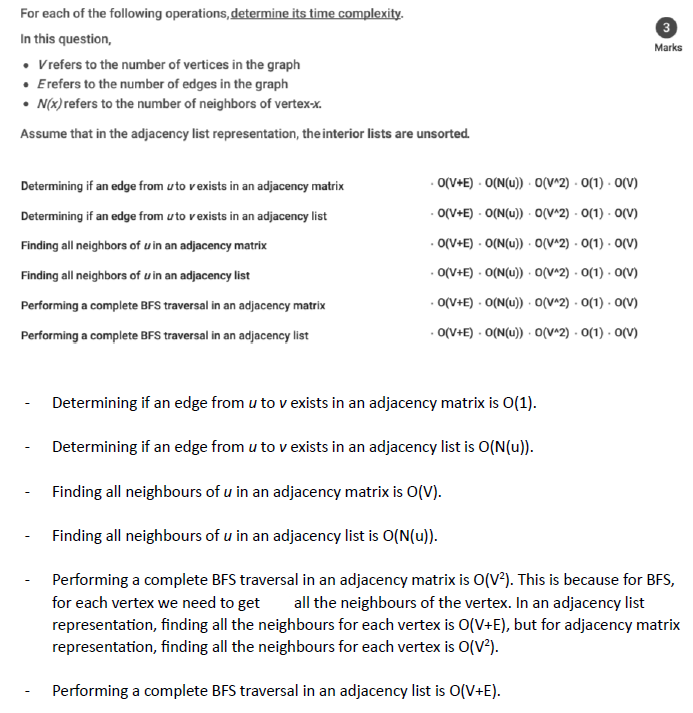 For each of the following operations, determine its time complexity.
3
In this question,
Marks
• V refers to the number of vertices in the graph
• E refers to the number of edges in the graph
• N(x) refers to the number of neighbors of vertex-x.
Assume that in the adjacency list representation, the interior lists are unsorted.
Determining if an edge from u to v exists in an adjacency matrix · O(V+E) · O(N(u)) · O(V^2) · O(1) · O(V)
Determining if an edge from u to v exists in an adjacency list · O(V+E) · O(N(u)) · O(V^2) · O(1) · O(V)
Finding all neighbors of u in an adjacency matrix · O(V+E) · O(N(u)) · O(V^2) · O(1) · O(V)
Finding all neighbors of u in an adjacency list · O(V+E) · O(N(u)) · O(V^2) · O(1) · O(V)
Performing a complete BFS traversal in an adjacency matrix · O(V+E) · O(N(u)) · O(V^2) · O(1) · O(V)
Performing a complete BFS traversal in an adjacency list · O(V+E) · O(N(u)) · O(V^2) · O(1) · O(V)
- Determining if an edge from u to v exists in an adjacency matrix is O(1).
- Determining if an edge from u to v exists in an adjacency list is O(N(u)).
- Finding all neighbours of u in an adjacency matrix is O(V).
- Finding all neighbours of u in an adjacency list is O(N(u)).
- Performing a complete BFS traversal in an adjacency matrix is O(V²). This is because for BFS,
for each vertex we need to get all the neighbours of the vertex. In an adjacency list
representation, finding all the neighbours for each vertex is O(V+E), but for adjacency matrix
representation, finding all the neighbours for each vertex is O(V²).
- Performing a complete BFS traversal in an adjacency list is O(V+E).